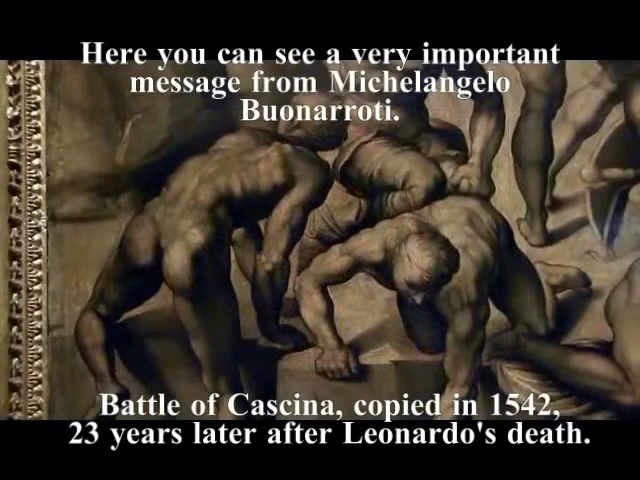 Here you can see a very important
message from Michelangelo
Buonarroti.
Battle of Cascina, copied in 1542,
23 years later after Leonardo's death.